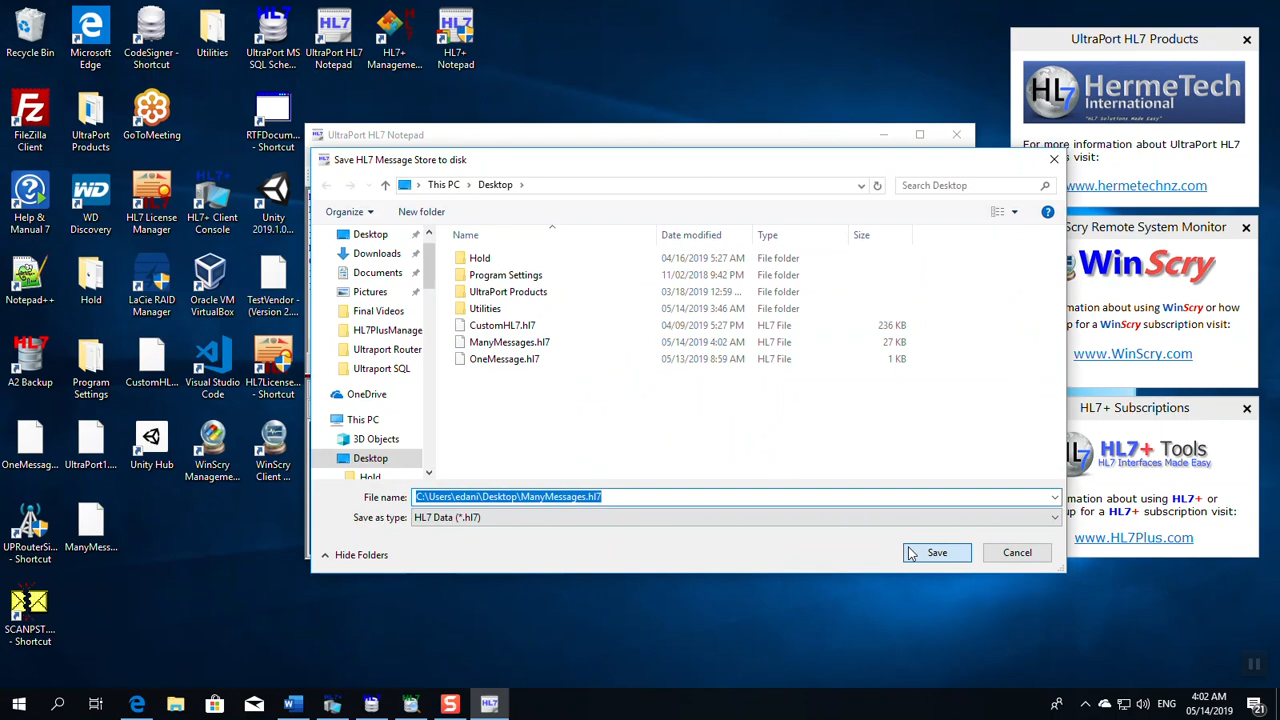 Recycle Bin
Microsoft Edge
CodeSigner - Shortcut
Utilities
UltraPort MS SQL Sche...
UltraPort HL7 Notepad
HL7+ Manageme...
HL7+ Notepad
FileZilla Client
UltraPort Products
GoToMeeting
RTFDocum... - Shortcut
Help & Manual 7
WD Discovery
HL7 License Manager
HL7+ Client Console
Unity 2019.1.0...
Notepad++
Hold
LaCie RAID Manager
Oracle VM VirtualBox
TestVendor - (Version 2....
A2 Backup
Program Settings
CustomHL...
Visual Studio Code
HL7License... - Shortcut
OneMessag...
UltraPort1....
Unity Hub
WinScry Manageme...
WinScry Client ...
UPRouterSi... - Shortcut
ManyMess...
SCANPST.... - Shortcut
UltraPort HL7 Notepad
Save HL7 Message Store to disk
This PC > Desktop >
Search Desktop
Organize
New folder
Desktop
Downloads
Documents
Pictures
Final Videos
HL7PlusManage
Ultraport Router
Ultraport SQL
OneDrive
This PC
3D Objects
Desktop
Hold
Name Date modified Type Size
Hold 04/16/2019 5:27 AM File folder
Program Settings 11/02/2018 9:42 PM File folder
UltraPort Products 03/18/2019 12:59 ... File folder
Utilities 05/14/2019 3:46 AM File folder
CustomHL7.hl7 04/09/2019 5:27 PM HL7 File 236 KB
ManyMessages.hl7 05/14/2019 4:02 AM HL7 File 27 KB
OneMessage.hl7 05/13/2019 8:59 AM HL7 File 1 KB
File name: C:\Users\edani\Desktop\ManyMessages.hl7
Save as type: HL7 Data (*.hl7)
Hide Folders
Save
Cancel
UltraPort HL7 Products
HL7 HermeTech International
"HL7 Solutions Made Easy"
For more information about UltraPort HL7
visit:
www.hermetechnz.com
Scry Remote System Monitor
WinScry
mation about using WinScry or how
up for a WinScry subscription visit:
www.WinScry.com
HL7+ Subscriptions
HL7+ Tools
HL7 Interfaces Made Easy
mation about using HL7+ or
up for a HL7+ subscription visit:
www.HL7Plus.com
ENG
4:02 AM
05/14/2019
21